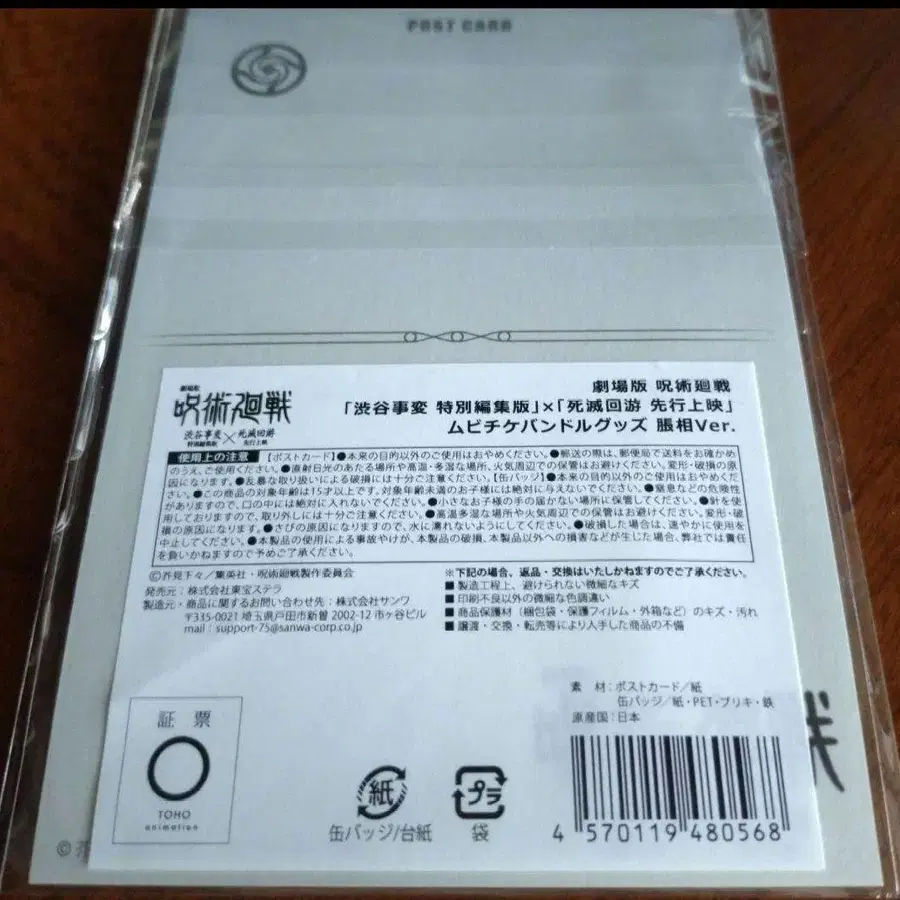 POST CARD
劇場版
呪術廻戦
渋谷事変×死滅回游
特別編集版 先行上映
劇場版 呪術廻戦
「渋谷事変 特別編集版」×「死滅回游 先行上映」
ムビチケバンドルグッズ 脹相Ver.
使用上の注意 【ポストカード】●本来の目的以外のご使用はおやめください。●郵送の際は、郵便局で送料をお確かめ
のうえ、ご使用ください。●直射日光のあたる場所や高温・多湿な場所、火気周辺での保管はお避けください。変形・破損の原
因になります。●乱暴な取り扱いによる破損には十分ご注意ください。【缶バッジ】●本来の目的以外のご使用はおやめくださ
い。●この商品の対象年齢は15才以上です。対象年齢未満のお子様には絶対に与えないでください。●窒息などの危険性
がありますので、口の中には絶対に入れないでください。●小さなお子様の手の届かない場所に保管してください。●針を使
用しておりますので、取り外しには十分ご注意ください。●高温多湿な場所や火気周辺での保管はお避けください。変形・破
損の原因になります。●さびの原因になりますので、水に濡れないようにしてください。●破損した場合は、速やかに使用を
中止してください。●本製品の使用による事故やけが、本製品の破損、本製品以外への損害などが生じた場合、弊社では責任
を負いかねますので予めご了承ください。
©芥見下々／集英社・呪術廻戦製作委員会
発売元：株式会社東宝ステラ
製造元・商品に関するお問い合わせ先：株式会社サンワ
〒335-0021 埼玉県戸田市新曽 2002-12 市ヶ谷ビル
mail：support-75@sanwa-corp.co.jp
※下記の場合、返品・交換はいたしかねますのでご了承ください。
■製造工程上、避けられない微細なキズ
■印刷不良以外の微細な色調違い
■商品保護材（梱包袋・保護フィルム・外箱など）のキズ・汚れ
■譲渡・交換・転売等により入手した商品の不備
素 材：ポストカード／紙
缶バッジ／紙・PET・ブリキ・鉄
原産国：日本
証 票
TOHO
animation
紙
缶バッジ/台紙
プラ
袋
4 570119 480568
戦
©芥